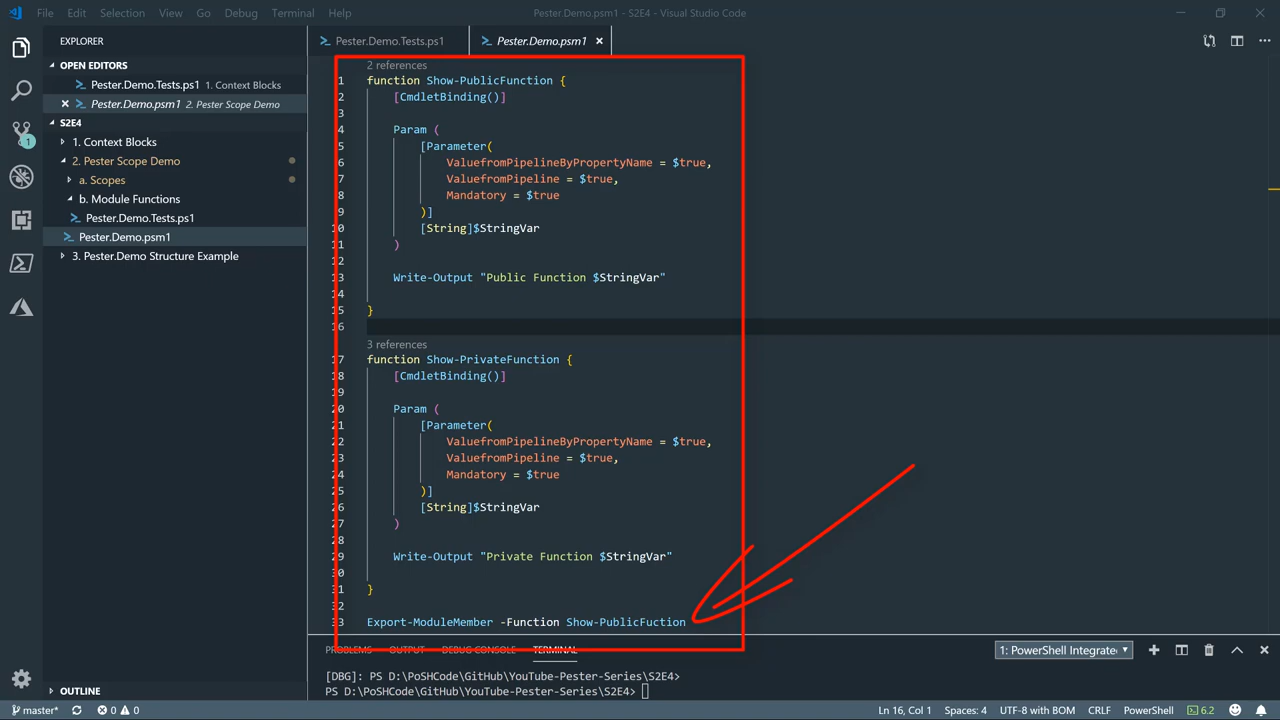 File Edit Selection View Go Debug Terminal Help
Pester.Demo.psm1 - S2E4 - Visual Studio Code
EXPLORER
OPEN EDITORS
Pester.Demo.Tests.ps1 1. Context Blocks
Pester.Demo.psm1 2. Pester Scope Demo
S2E4
1. Context Blocks
2. Pester Scope Demo
a. Scopes
b. Module Functions
Pester.Demo.Tests.ps1
Pester.Demo.psm1
3. Pester.Demo Structure Example
OUTLINE
1
Pester.Demo.Tests.ps1
Pester.Demo.psm1
2 references
1 function Show-PublicFunction {
2 [CmdletBinding()]
3
4 Param (
5 [Parameter(
6 ValuefromPipelineByPropertyName = $true,
7 ValuefromPipeline = $true,
8 Mandatory = $true
9 )]
10 [String]$StringVar
11 )
12
13 Write-Output "Public Function $StringVar"
14
15 }
16
3 references
17 function Show-PrivateFunction {
18 [CmdletBinding()]
19
20 Param (
21 [Parameter(
22 ValuefromPipelineByPropertyName = $true,
23 ValuefromPipeline = $true,
24 Mandatory = $true
25 )]
26 [String]$StringVar
27 )
28
29 Write-Output "Private Function $StringVar"
30
31 }
32
33 Export-ModuleMember -Function Show-PublicFuction
PROBLEMS OUTPUT DEBUG CONSOLE TERMINAL
1: PowerShell Integrated
[DBG]: PS D:\PoSHCode\GitHub\YouTube-Pester-Series\S2E4>
PS D:\PoSHCode\GitHub\YouTube-Pester-Series\S2E4>
master* 0 0
Ln 16, Col 1 Spaces: 4 UTF-8 with BOM CRLF PowerShell 6.2